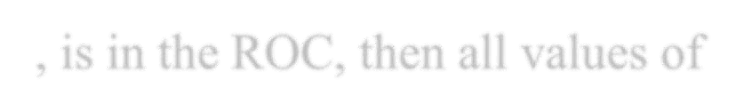 , is in the ROC, then all values of